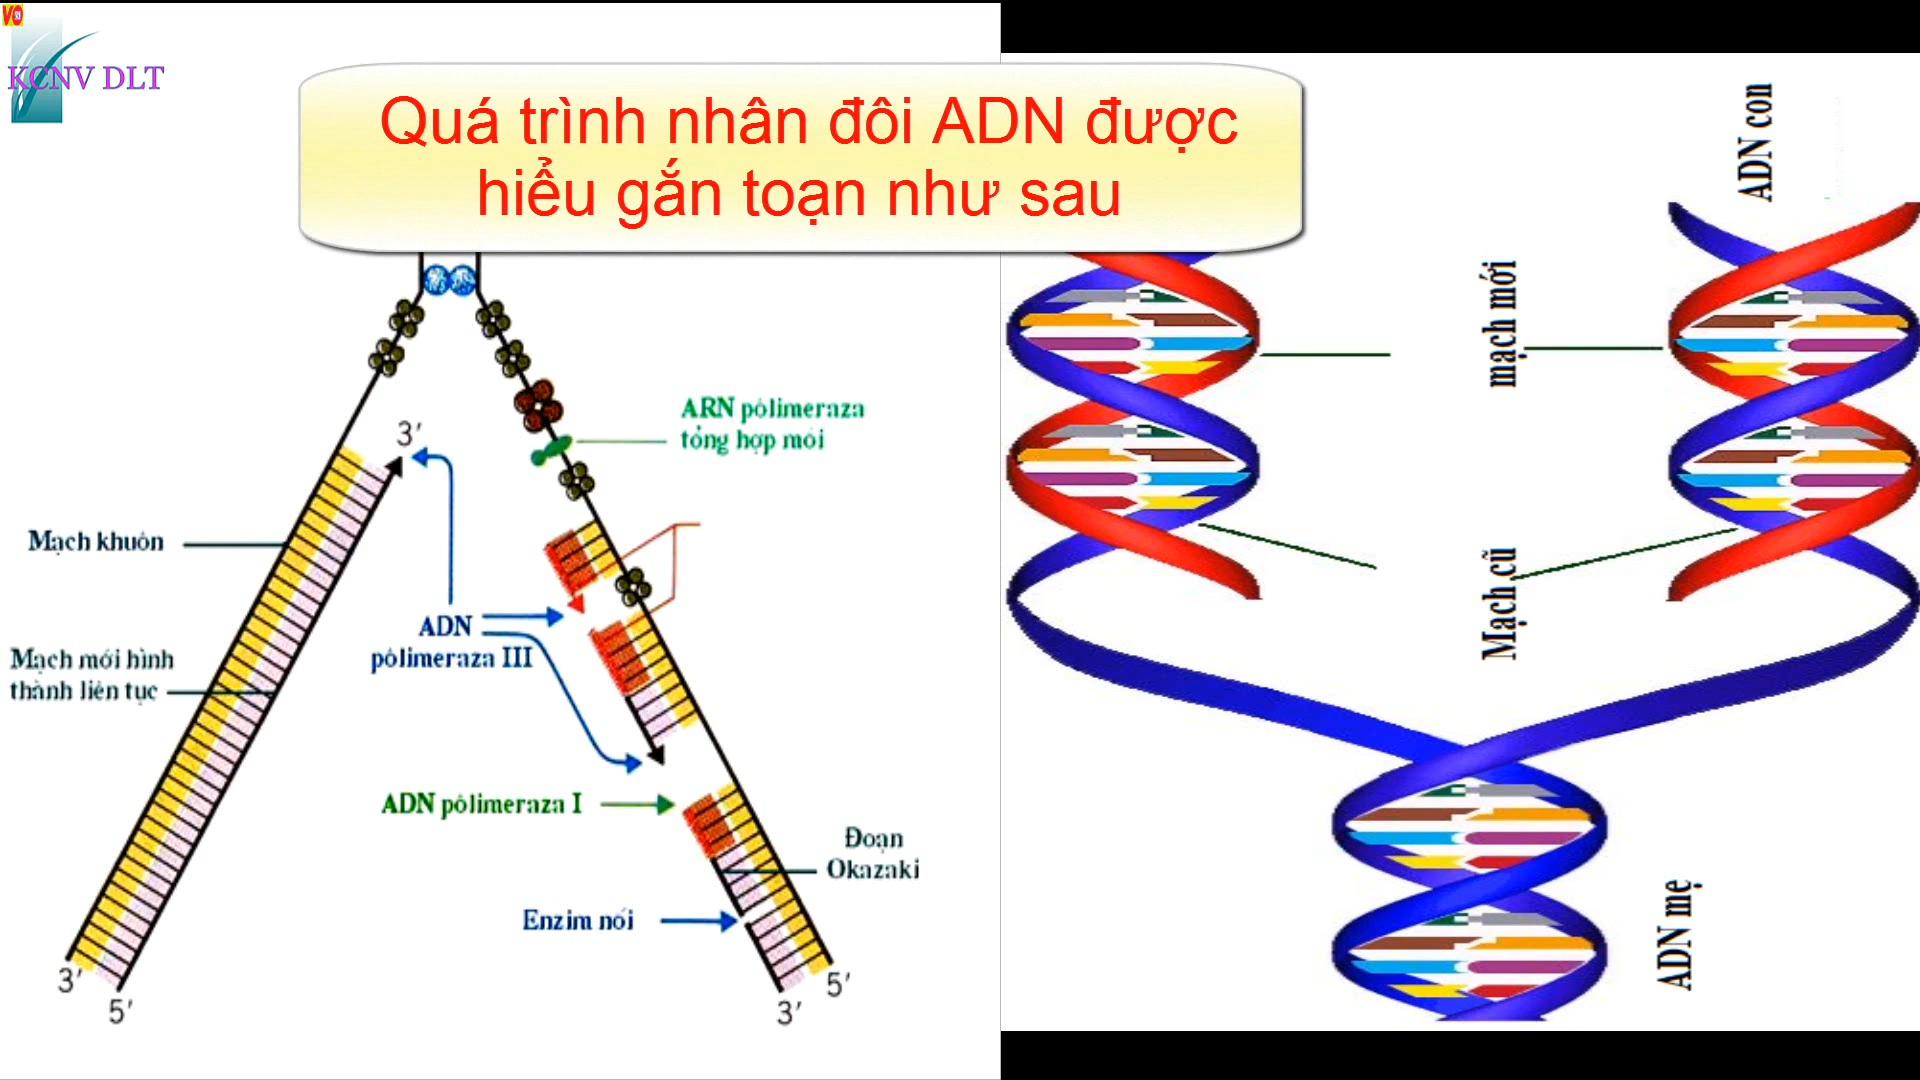 VO
KCNV DLT
Quá trình nhân đôi ADN được
hiểu gắn toạn như sau
3'
ARN pôlimeraza
tổng hợp mồi
Mạch khuôn
ADN
pôlimeraza III
Mạch mới hình
thành liên tục
ADN pôlimeraza I
Đoạn
Okazaki
Enzim nối
3'
5'
5'
3'
ADN con
mạch mới
Mạch cũ
ADN mẹ